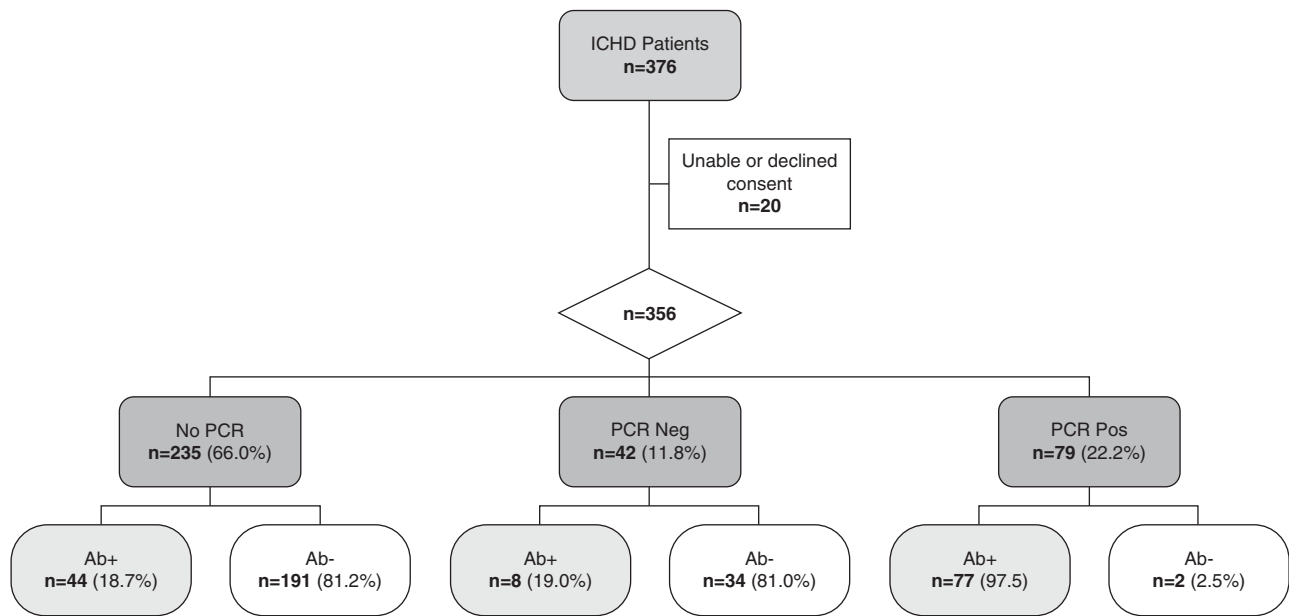 ICHD Patients
n=376
Unable or declined
consent
n=20
n=356
No PCR
n=235 (66.0%)
PCR Neg
n=42 (11.8%)
PCR Pos
n=79 (22.2%)
Ab+
n=44 (18.7%)
Ab-
n=191 (81.2%)
Ab+
n=8 (19.0%)
Ab-
n=34 (81.0%)
Ab+
n=77 (97.5)
Ab-
n=2 (2.5%)